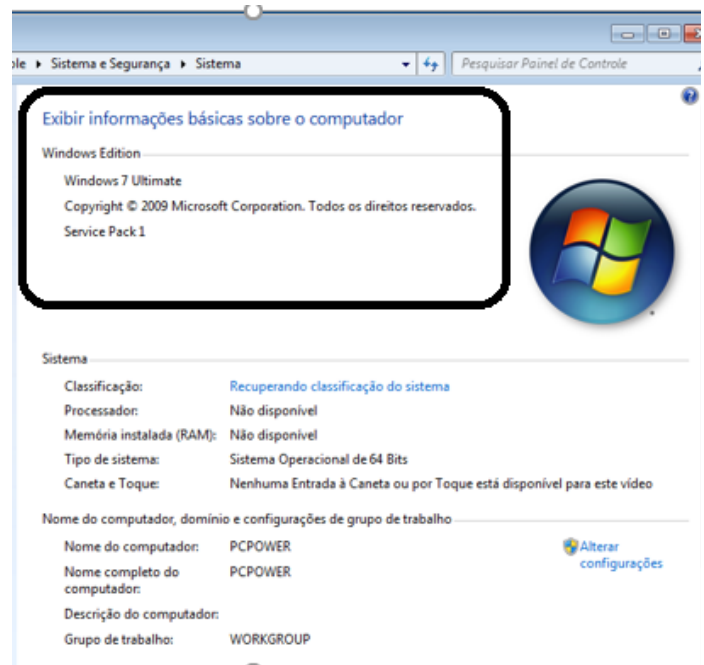 ole ▸ Sistema e Segurança ▸ Sistema
Pesquisar Painel de Controle
Exibir informações básicas sobre o computador
Windows Edition
Windows 7 Ultimate
Copyright © 2009 Microsoft Corporation. Todos os direitos reservados.
Service Pack 1
Sistema
Classificação: Recuperando classificação do sistema
Processador: Não disponível
Memória instalada (RAM): Não disponível
Tipo de sistema: Sistema Operacional de 64 Bits
Caneta e Toque: Nenhuma Entrada à Caneta ou por Toque está disponível para este vídeo
Nome do computador, domínio e configurações de grupo de trabalho
Nome do computador: PCPOWER
Alterar
configurações
Nome completo do PCPOWER
computador:
Descrição do computador:
Grupo de trabalho: WORKGROUP